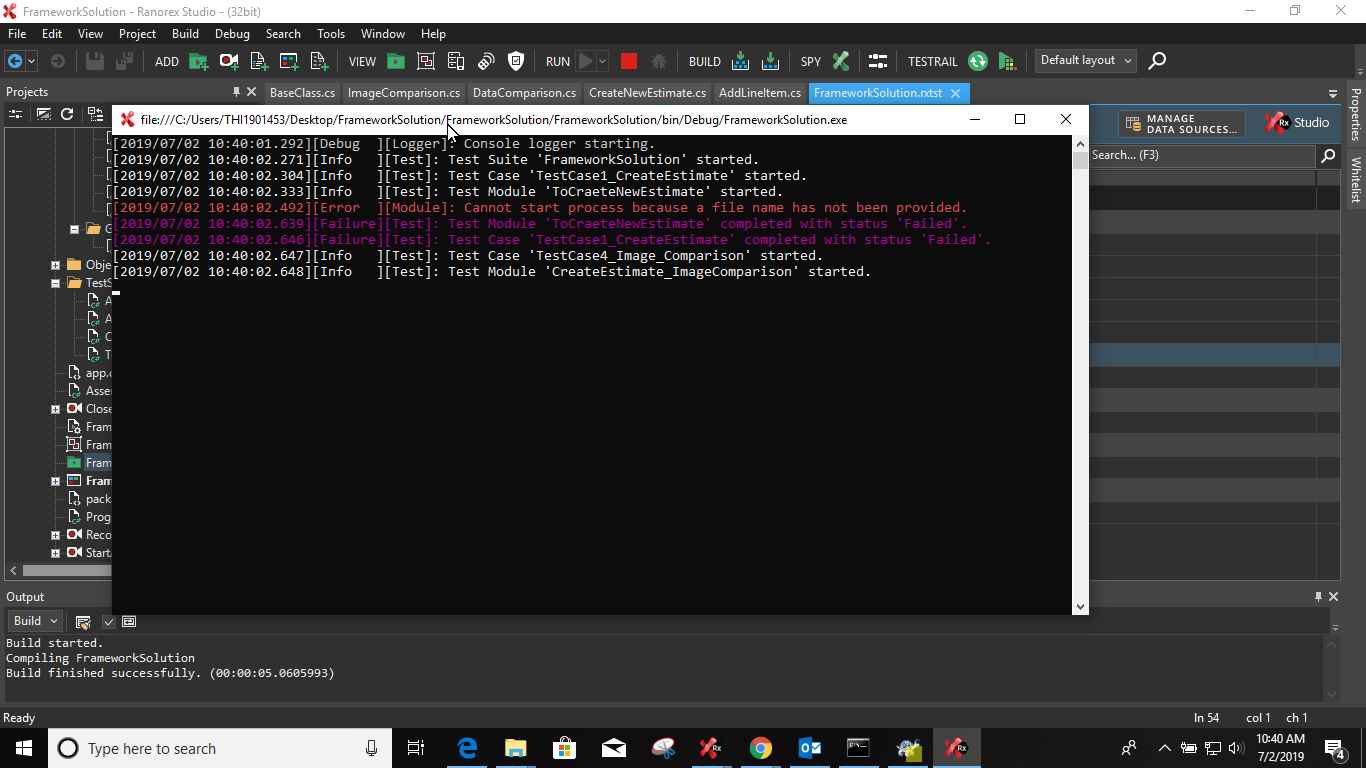 FrameworkSolution - Ranorex Studio - (32bit)
File Edit View Project Build Debug Search Tools Window Help
ADD VIEW RUN BUILD SPY TESTRAIL Default layout
Projects
BaseClass.cs ImageComparison.cs DataComparison.cs CreateNewEstimate.cs AddLineItem.cs FrameworkSolution.rxtst
file:///C:/Users/THI1901453/Desktop/FrameworkSolution/FrameworkSolution/FrameworkSolution/bin/Debug/FrameworkSolution.exe
MANAGE
DATA SOURCES...
Rx Studio
Search... (F3)
Properties
Whitelist
[2019/07/02 10:40:01.292][Debug ][Logger]: Console logger starting.
[2019/07/02 10:40:02.271][Info ][Test]: Test Suite 'FrameworkSolution' started.
[2019/07/02 10:40:02.304][Info ][Test]: Test Case 'TestCase1_CreateEstimate' started.
[2019/07/02 10:40:02.333][Info ][Test]: Test Module 'ToCraeteNewEstimate' started.
[2019/07/02 10:40:02.492][Error ][Module]: Cannot start process because a file name has not been provided.
[2019/07/02 10:40:02.639][Failure][Test]: Test Module 'ToCraeteNewEstimate' completed with status 'Failed'.
[2019/07/02 10:40:02.646][Failure][Test]: Test Case 'TestCase1_CreateEstimate' completed with status 'Failed'.
[2019/07/02 10:40:02.647][Info ][Test]: Test Case 'TestCase4_Image_Comparison' started.
[2019/07/02 10:40:02.648][Info ][Test]: Test Module 'CreateEstimate_ImageComparison' started.
G
Obje
TestS
A
A
C
T
app.c
Asse
Close
Fram
Fram
Fram
Fram
pack
Prog
Reco
Start
Output
Build
Build started.
Compiling FrameworkSolution
Build finished successfully. (00:00:05.0605993)
Ready
ln 54 col 1 ch 1
Type here to search
10:40 AM
7/2/2019
4